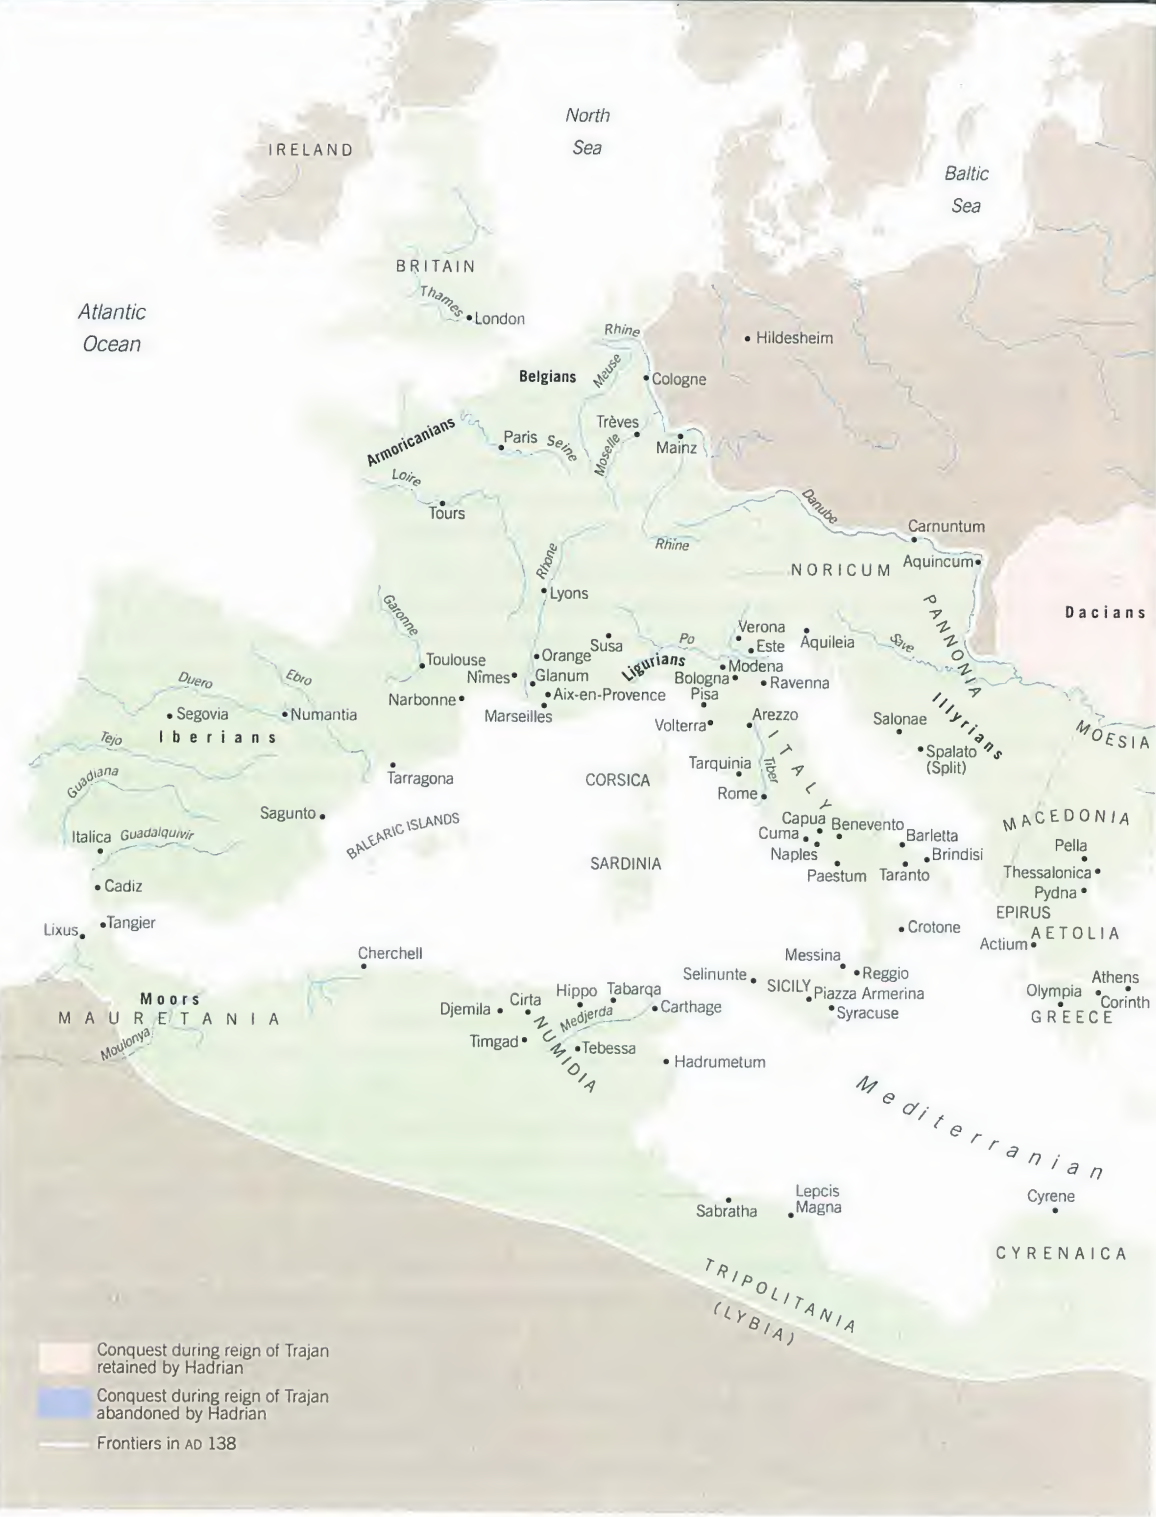 North
Sea
IRELAND
Baltic
Sea
BRITAIN
Thames
London
Atlantic
Ocean
Rhine
Hildesheim
Belgians
Meuse
Cologne
Armoricanians
Paris
Seine
Trèves
Moselle
Mainz
Loire
Tours
Danube
Carnuntum
Rhine
Aquincum
NORICUM
Rhone
Lyons
PANNONIA
Dacians
Garonne
Susa
Po
Verona
Este
Aquileia
Save
Toulouse
Orange
Ligurians
Modena
Nîmes
Glanum
Bologna
Ravenna
Narbonne
Aix-en-Provence
Pisa
Marseilles
Duero
Ebro
Segovia
Numantia
Iberians
Volterra
Arezzo
Salonae
Illyrians
MOESIA
Spalato
(Split)
Tejo
Guadiana
Tarragona
CORSICA
Tarquinia
Tiber
ITALY
Rome
Sagunto
BALEARIC ISLANDS
Italica
Guadalquivir
Capua
Benevento
Cuma
Barletta
Naples
Brindisi
Paestum
Taranto
MACEDONIA
Pella
Thessalonica
Pydna
SARDINIA
Cadiz
EPIRUS
Tangier
Lixus
Crotone
AETOLIA
Actium
Cherchell
Messina
Reggio
Selinunte
SICILY
Piazza Armerina
Syracuse
Athens
Olympia
Corinth
GREECE
Moors
MAURETANIA
Moulonya
Djemila
Cirta
Hippo
Tabarqa
Medjerda
Carthage
Timgad
NUMIDIA
Tebessa
Hadrumetum
Mediterranian
Sabratha
Lepcis
Magna
Cyrene
CYRENAICA
TRIPOLITANIA
(LYBIA)
Conquest during reign of Trajan
retained by Hadrian
Conquest during reign of Trajan
abandoned by Hadrian
Frontiers in AD 138